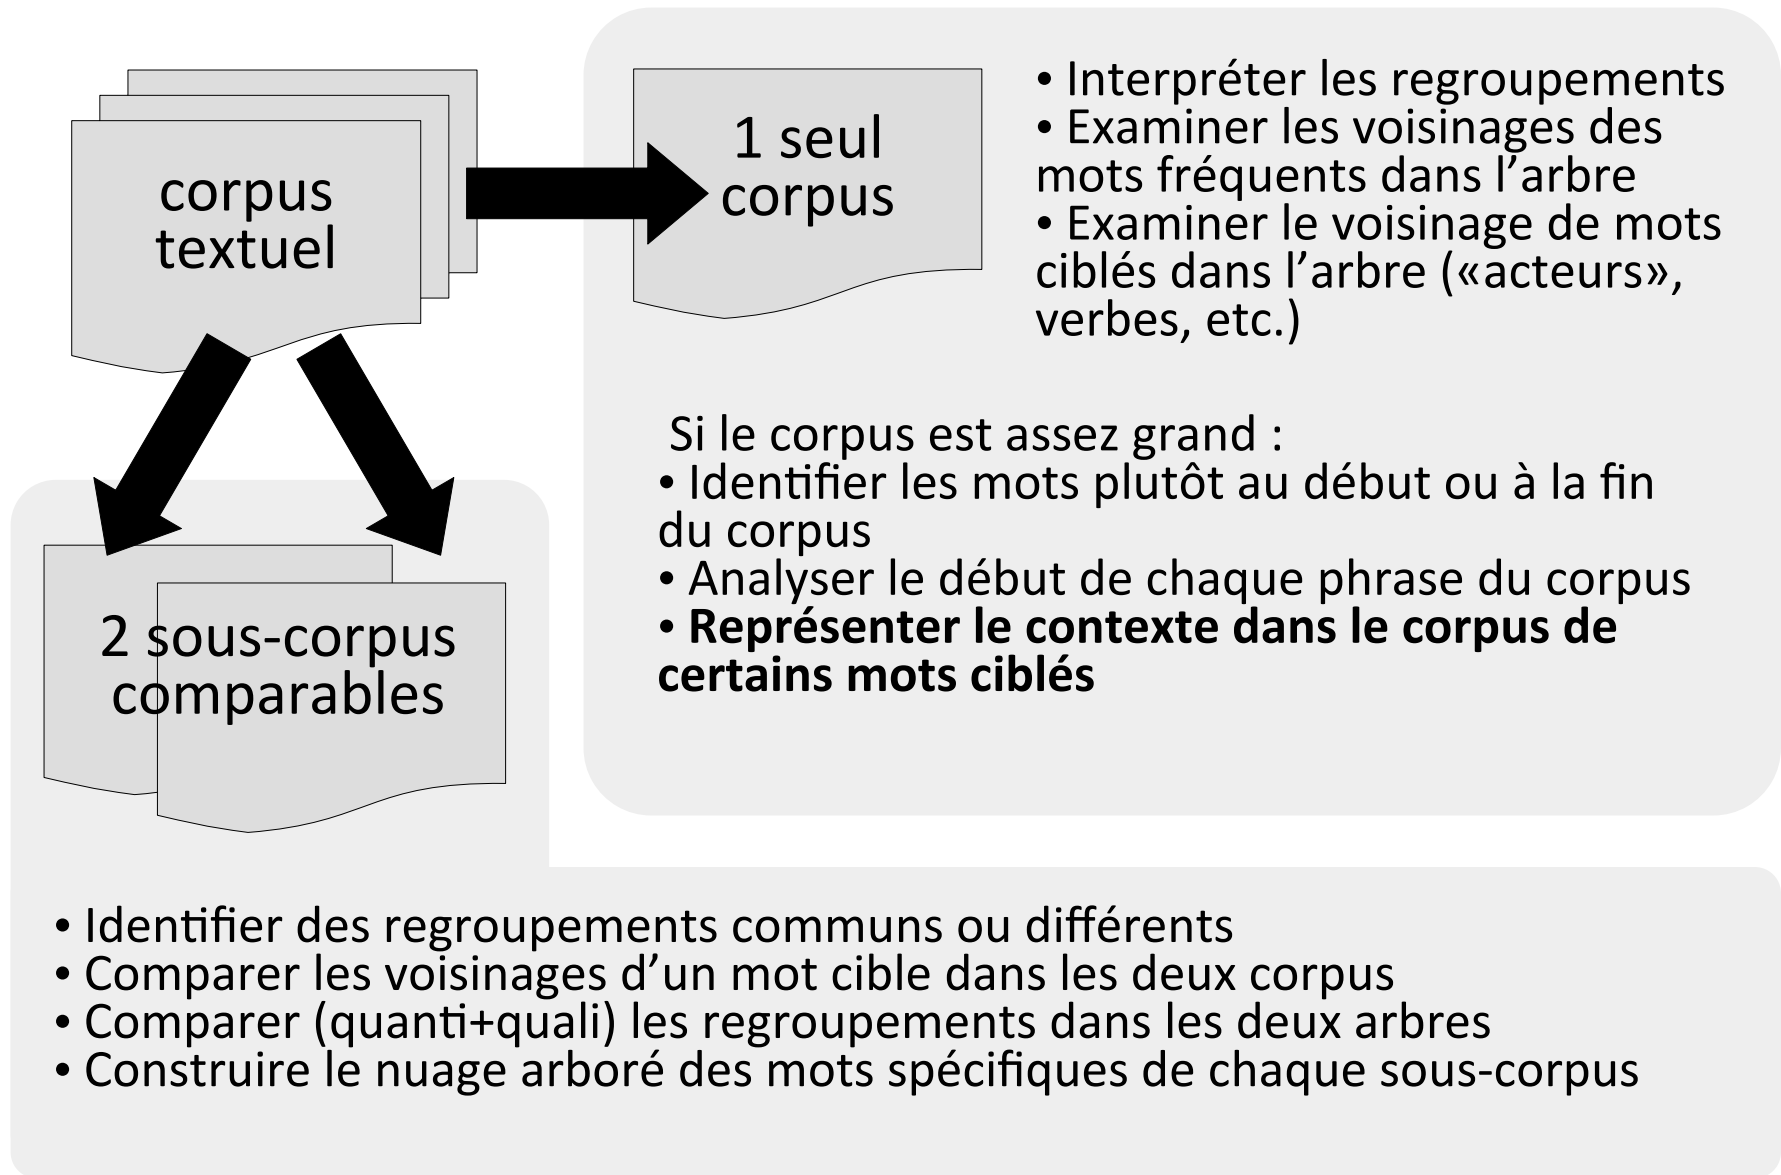 corpus
textuel
1 seul
corpus
• Interpréter les regroupements
• Examiner les voisinages des
mots fréquents dans l’arbre
• Examiner le voisinage de mots
ciblés dans l’arbre («acteurs»,
verbes, etc.)
Si le corpus est assez grand :
• Identifier les mots plutôt au début ou à la fin
du corpus
• Analyser le début de chaque phrase du corpus
• Représenter le contexte dans le corpus de
certains mots ciblés
2 sous-corpus
comparables
• Identifier des regroupements communs ou différents
• Comparer les voisinages d’un mot cible dans les deux corpus
• Comparer (quanti+quali) les regroupements dans les deux arbres
• Construire le nuage arboré des mots spécifiques de chaque sous-corpus